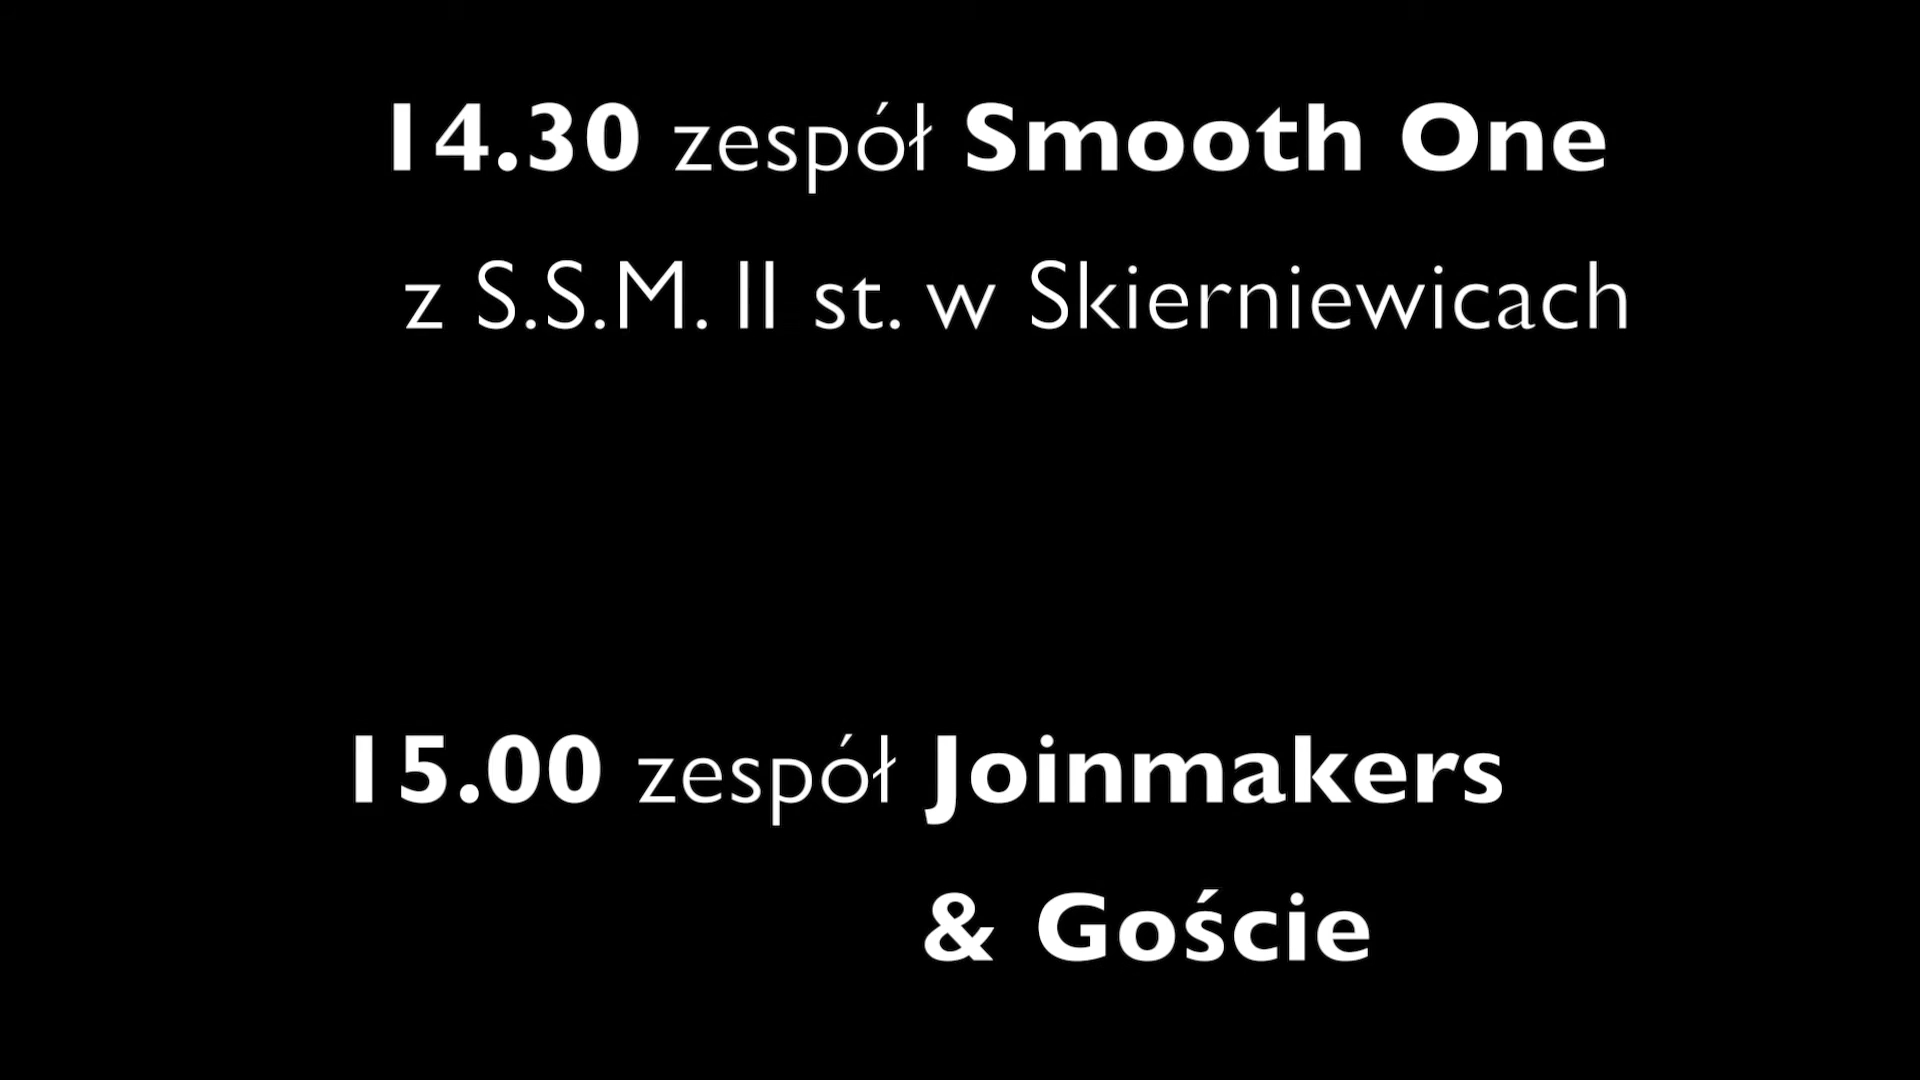 14.30 zespół Smooth One
z S.S.M. II st. w Skierniewicach
15.00 zespół Joinmakers
& Goście